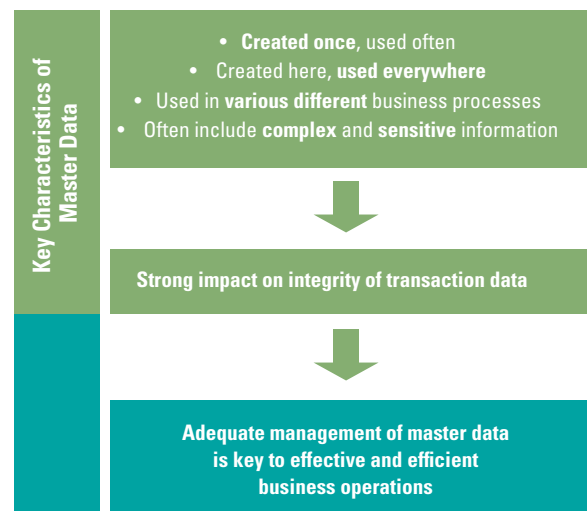 Key Characteristics of
Master Data
• Created once, used often
• Created here, used everywhere
• Used in various different business processes
• Often include complex and sensitive information
Strong impact on integrity of transaction data
Adequate management of master data
is key to effective and efficient
business operations